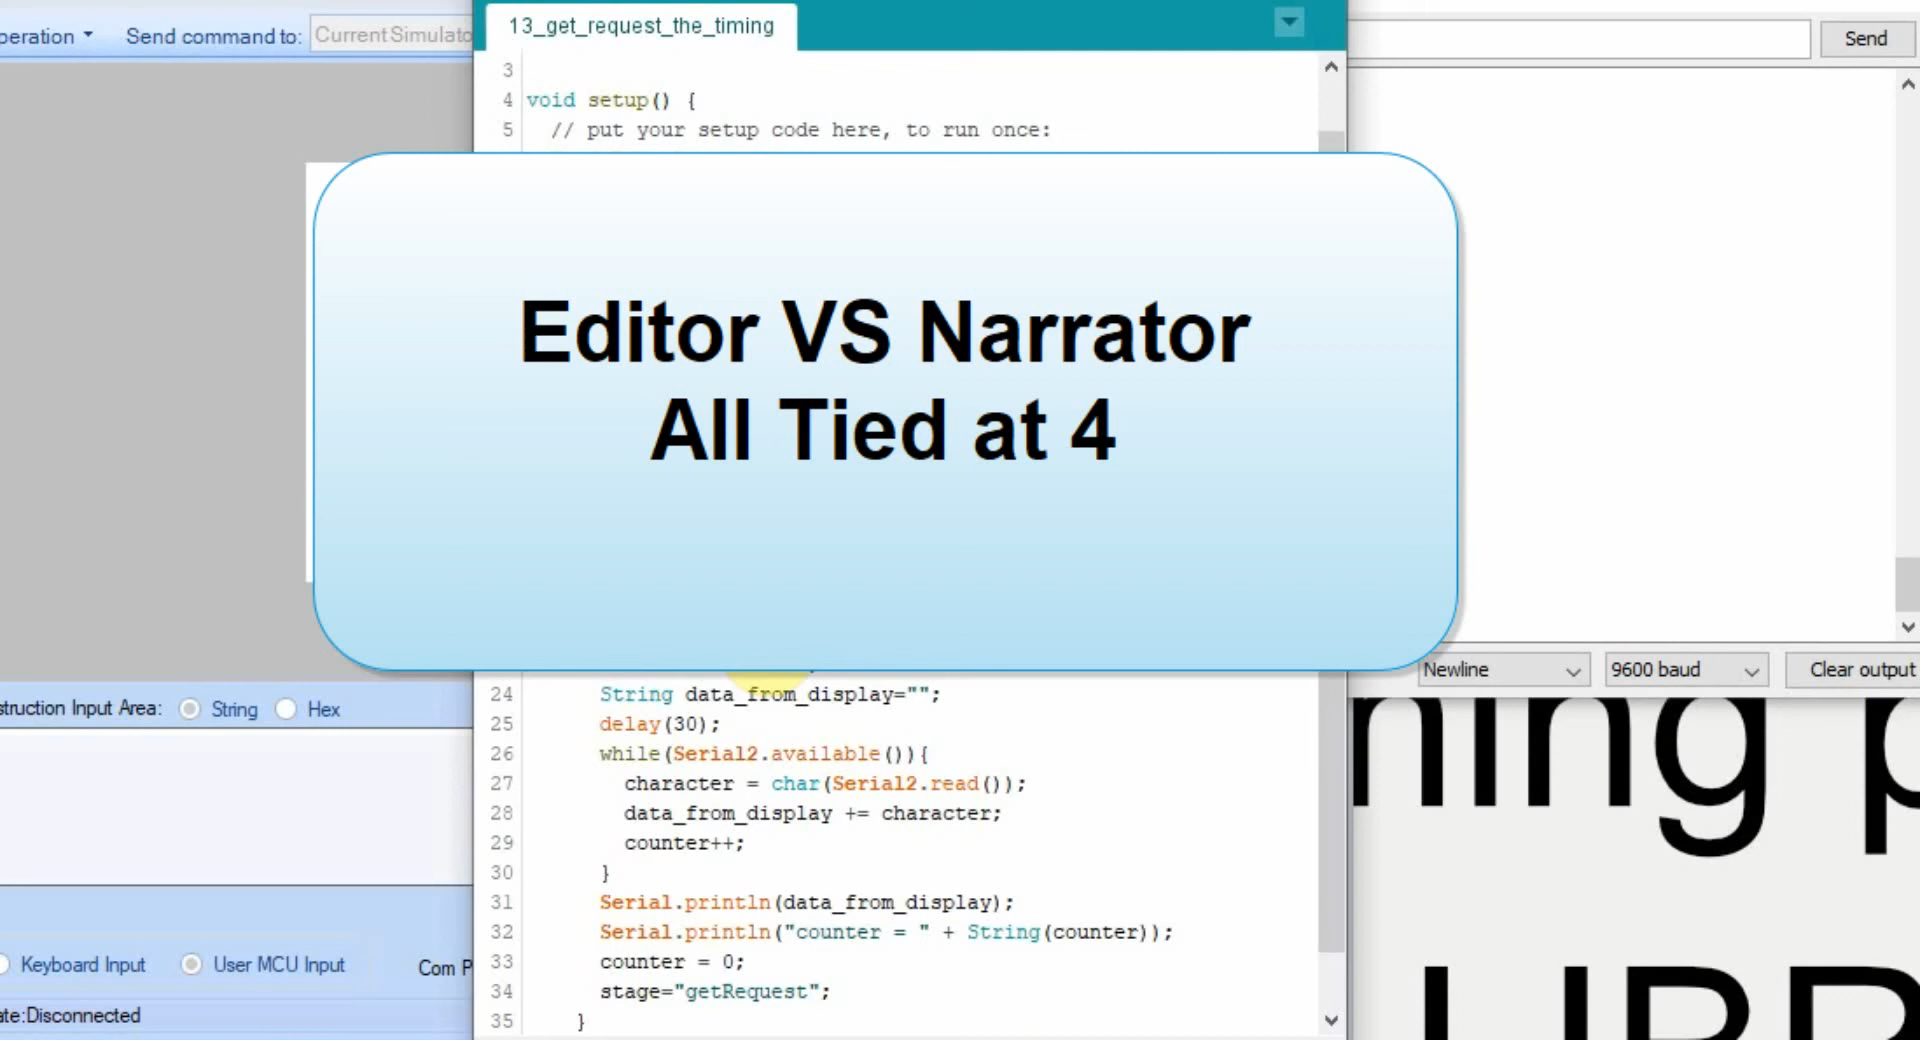 Operation
Send command to:
Current Simulato
13_get_request_the_timing
Send
3
4 void setup() {
5 // put your setup code here, to run once:
Editor VS Narrator
All Tied at 4
24 String data_from_display="";
25 delay(30);
26 while(Serial2.available()){
27 character = char(Serial2.read());
28 data_from_display += character;
29 counter++;
30 }
31 Serial.println(data_from_display);
32 Serial.println("counter = " + String(counter));
33 counter = 0;
34 stage="getRequest";
35 }
Newline
9600 baud
Clear output
struction Input Area:
String
Hex
Keyboard Input
User MCU Input
Com P
ate:Disconnected
ning p